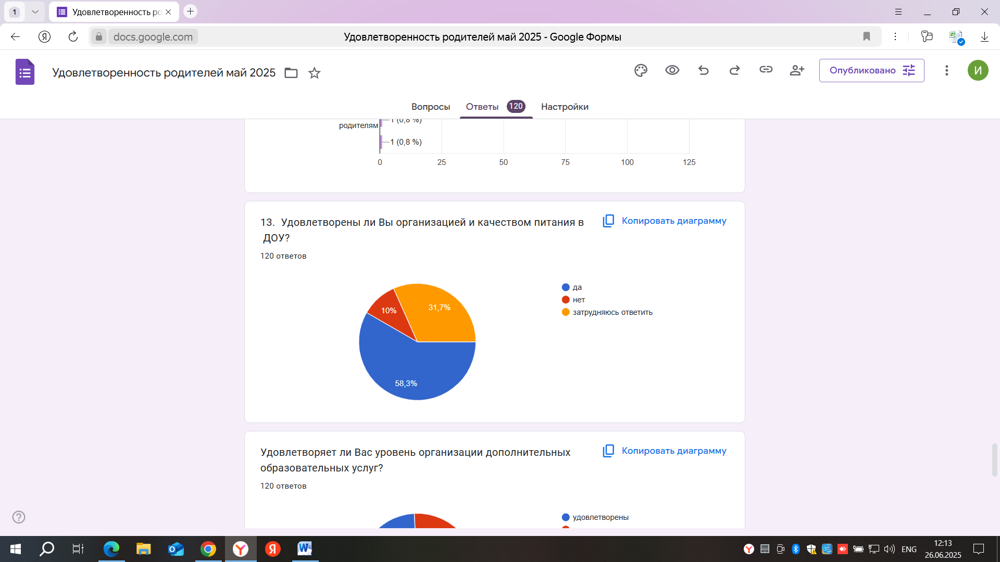 1
Удовлетворенность ро
docs.google.com
Удовлетворенность родителей май 2025 - Google Формы
Удовлетворенность родителей май 2025
Опубликовано
И
Вопросы
Ответы 120
Настройки
1 (0,8 %)
родителям
1 (0,8 %)
0 25 50 75 100 125
13. Удовлетворены ли Вы организацией и качеством питания в
ДОУ?
Копировать диаграмму
120 ответов
да
нет
затрудняюсь ответить
31,7%
10%
58,3%
Удовлетворяет ли Вас уровень организации дополнительных
образовательных услуг?
Копировать диаграмму
120 ответов
удовлетворены
ENG
12:13
26.06.2025